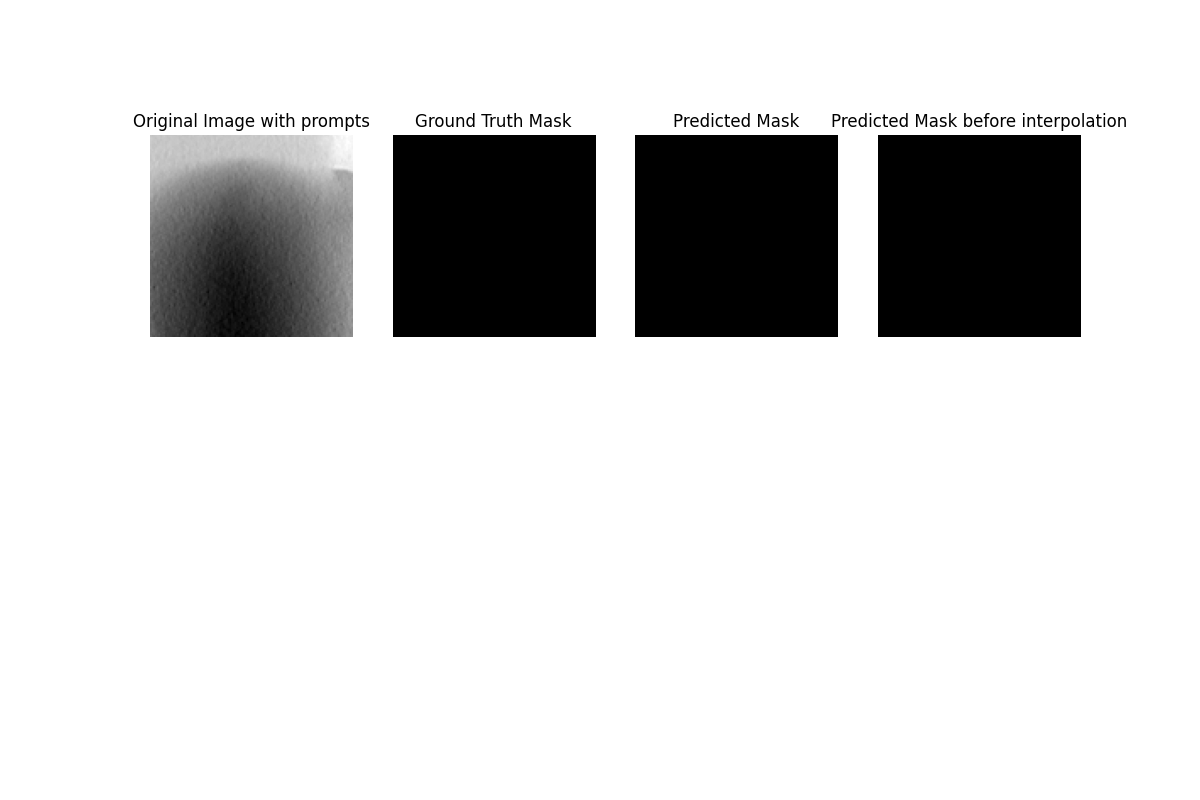 Original Image with prompts
Ground Truth Mask
Predicted Mask
Predicted Mask before interpolation